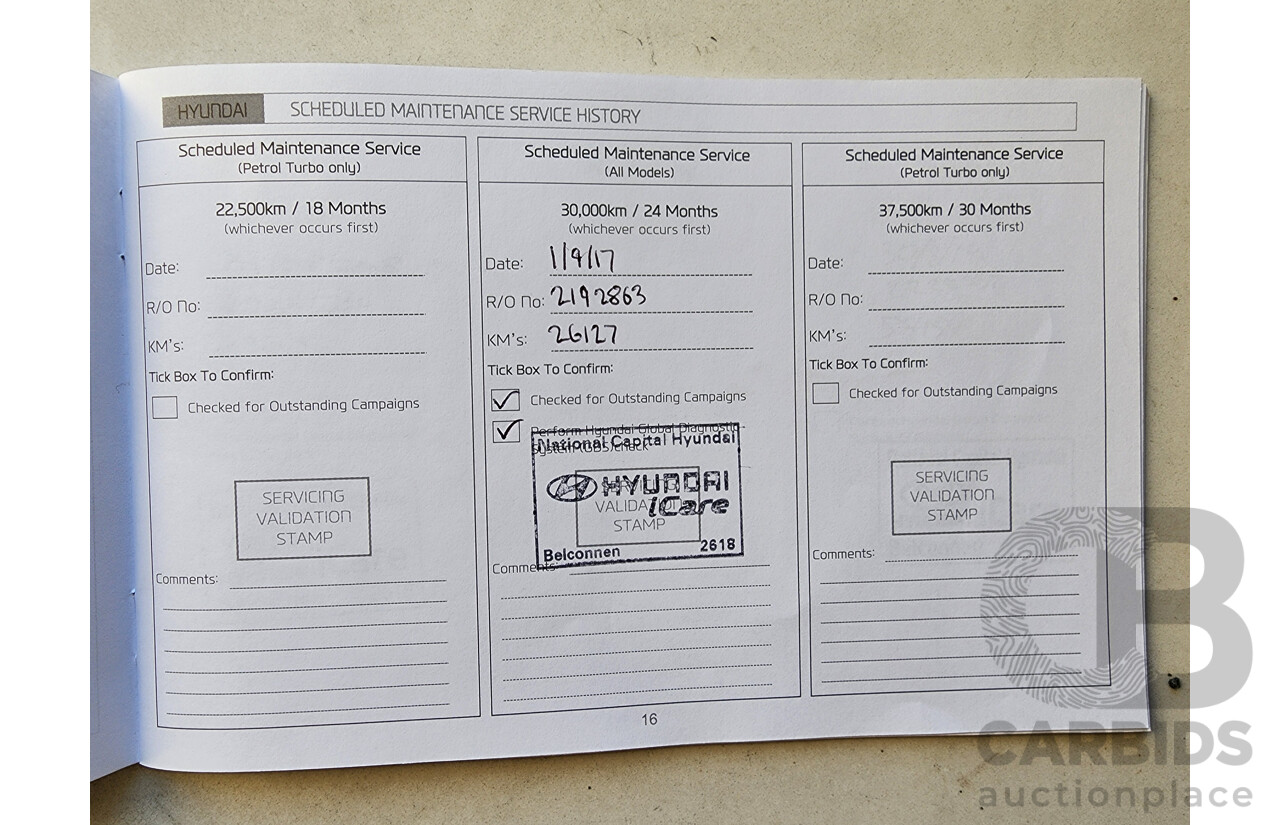 HYUNDAI SCHEDULED MAINTENANCE SERVICE HISTORY
Scheduled Maintenance Service
(Petrol Turbo only)
22,500km / 18 Months
(whichever occurs first)
Date:
R/O No:
KM's:
Tick Box To Confirm:
Checked for Outstanding Campaigns
SERVICING
VALIDATION
STAMP
Comments:
Scheduled Maintenance Service
(All Models)
30,000km / 24 Months
(whichever occurs first)
Date: 1/9/17
R/O No: 2192863
KM's: 26127
Tick Box To Confirm:
Checked for Outstanding Campaigns
Perform Hyundai Global Diagnostic
System (GDS) check
National Capital Hyundai
HYUNDAI
iCare
VALIDATION
STAMP
Belconnen 2618
Comments:
Scheduled Maintenance Service
(Petrol Turbo only)
37,500km / 30 Months
(whichever occurs first)
Date:
R/O No:
KM's:
Tick Box To Confirm:
Checked for Outstanding Campaigns
SERVICING
VALIDATION
STAMP
Comments:
16
CB
CARBIDS
auctionplace